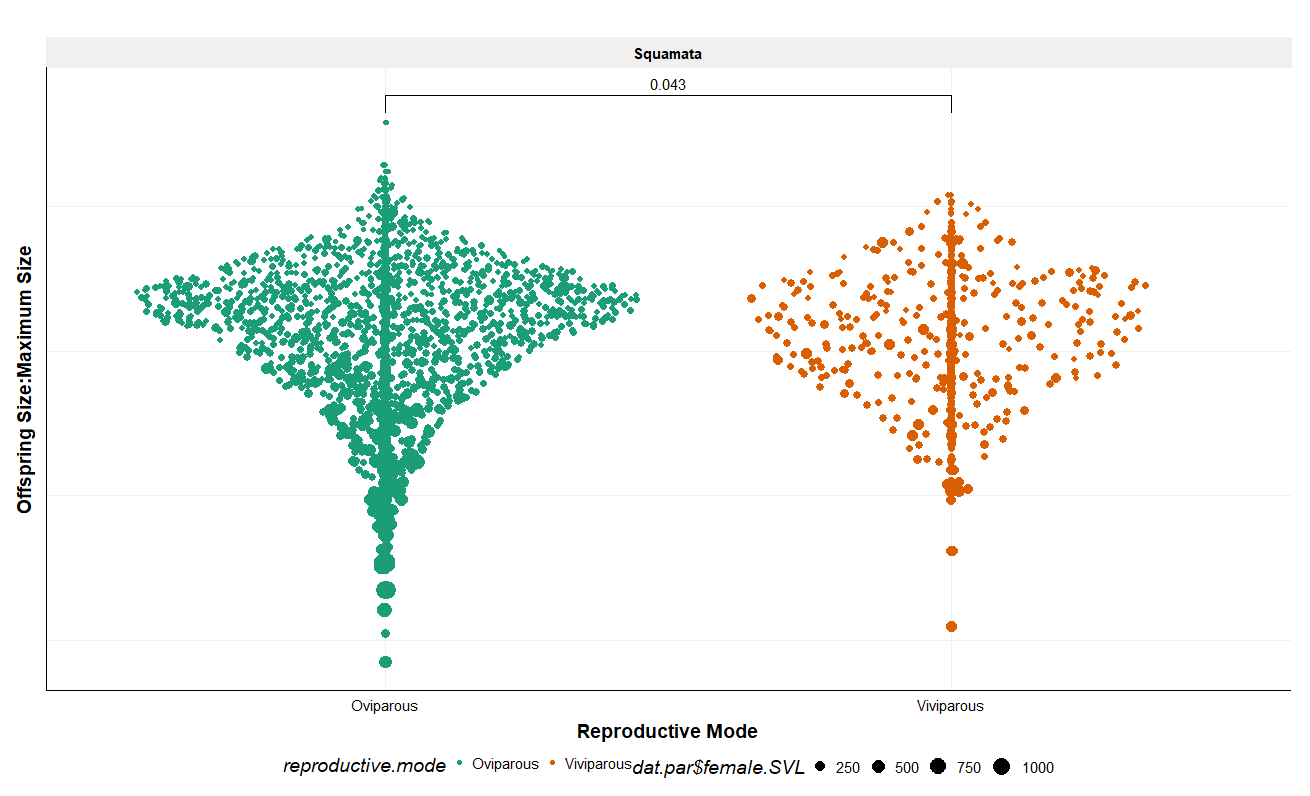 Squamata
0.043
Offspring Size:Maximum Size
Oviparous Viviparous
Reproductive Mode
reproductive.mode Oviparous Viviparous dat.par$female.SVL 250 500 750 1000